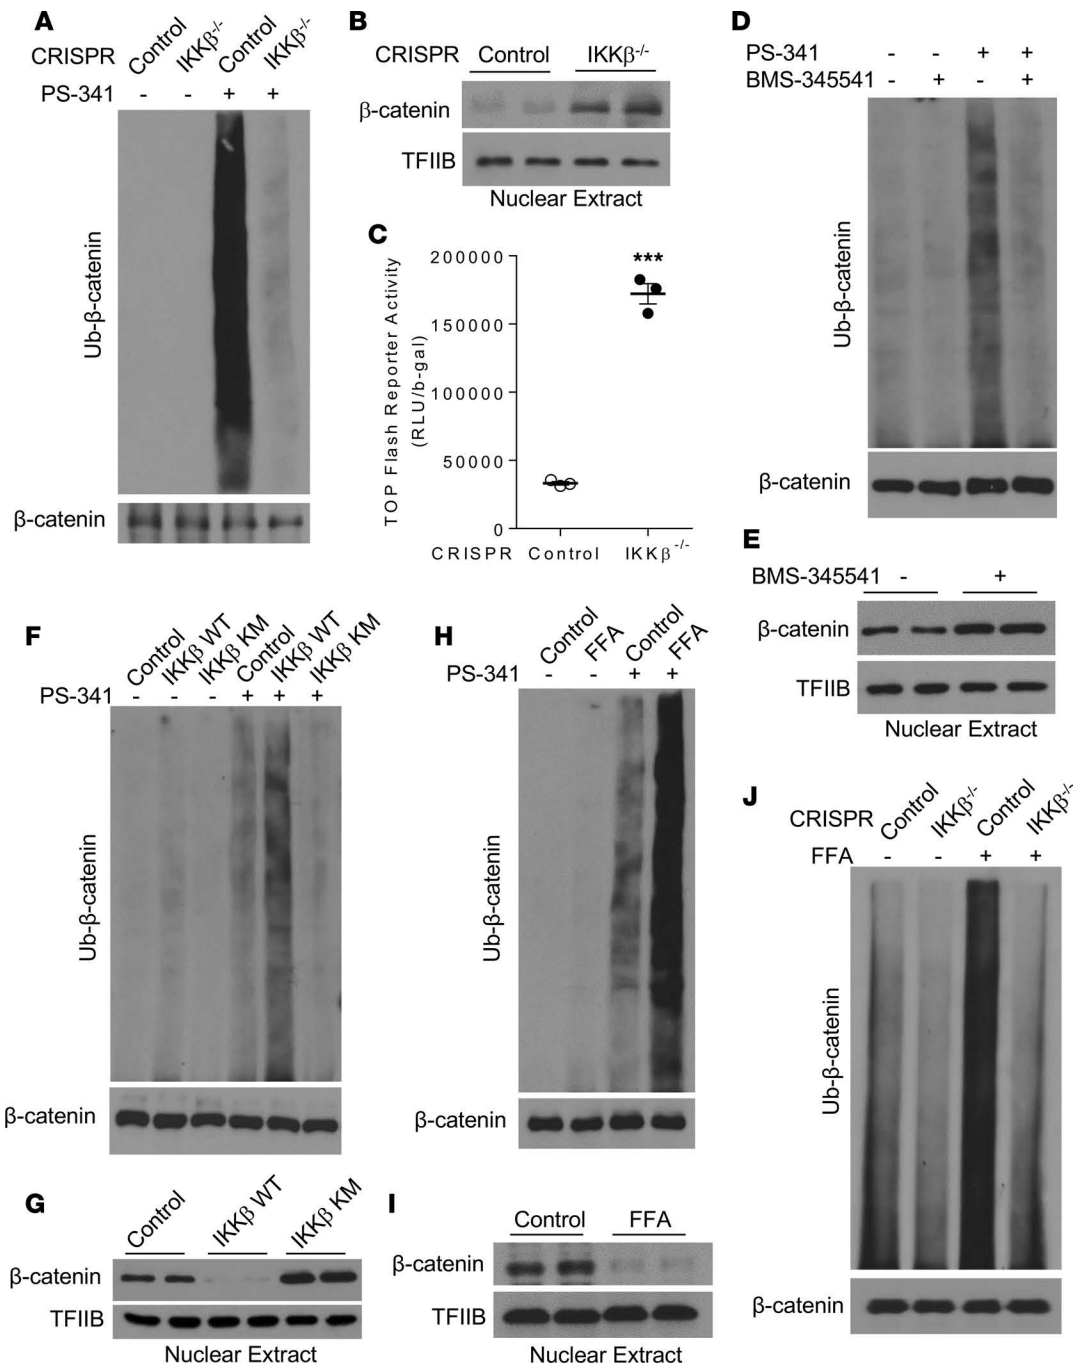 A
CRISPR Control IKKβ-/- Control IKKβ-/-
PS-341 - - + +
Ub-β-catenin
β-catenin
B
CRISPR Control IKKβ-/-
β-catenin
TFIIB
Nuclear Extract
C
TOP Flash Reporter Activity
(RLU/b-gal)
200000
150000
100000
50000
0
***
CRISPR Control IKKβ-/-
D
PS-341 - - + +
BMS-345541 - + - +
Ub-β-catenin
β-catenin
E
BMS-345541 - +
β-catenin
TFIIB
Nuclear Extract
F
Control IKKβ WT IKKβ KM Control IKKβ WT IKKβ KM
PS-341 - - - + + +
Ub-β-catenin
β-catenin
G
Control IKKβ WT IKKβ KM
β-catenin
TFIIB
Nuclear Extract
H
Control FFA Control FFA
PS-341 - - + +
Ub-β-catenin
β-catenin
I
Control FFA
β-catenin
TFIIB
Nuclear Extract
J
CRISPR Control IKKβ-/- Control IKKβ-/-
FFA - - + +
Ub-β-catenin
β-catenin